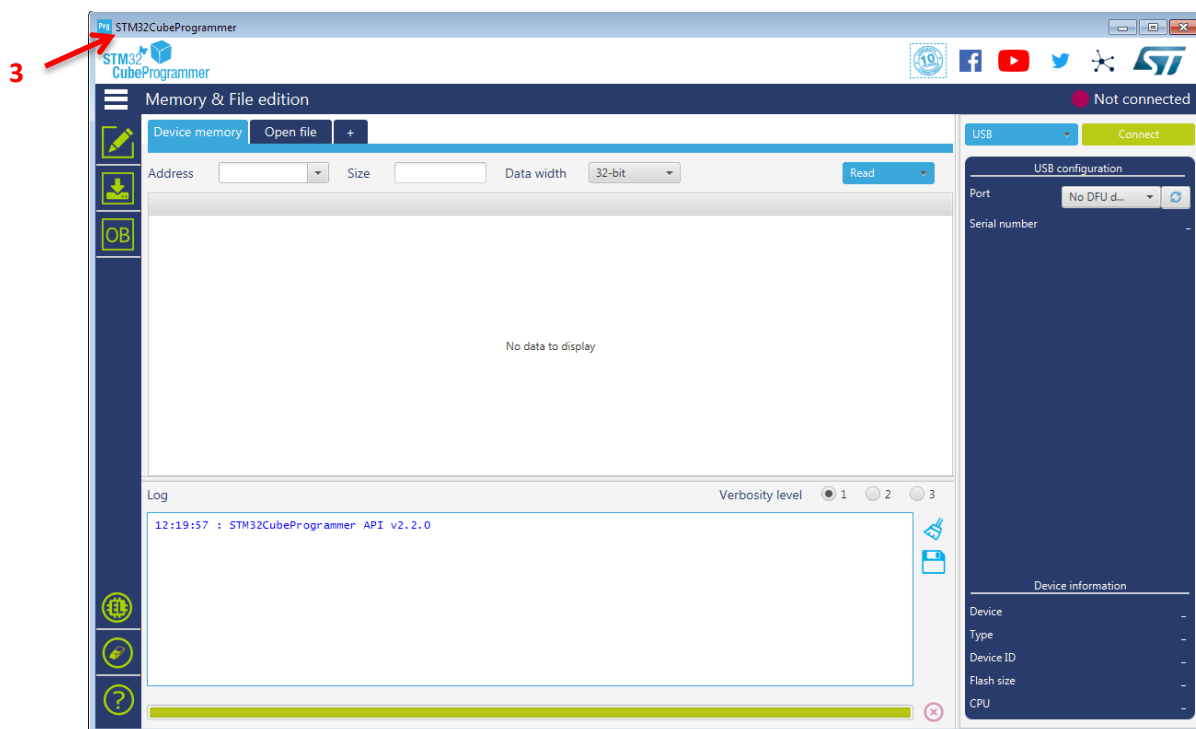 Prg STM32CubeProgrammer
3
STM32
CubeProgrammer
10
Memory & File edition
Not connected
Device memory Open file +
USB Connect
Address Size Data width 32-bit Read
USB configuration
Port No DFU d...
Serial number -
OB
No data to display
Log Verbosity level 1 2 3
12:19:57 : STM32CubeProgrammer API v2.2.0
Device information
EL
Device -
Type -
Device ID -
Flash size -
CPU -
?